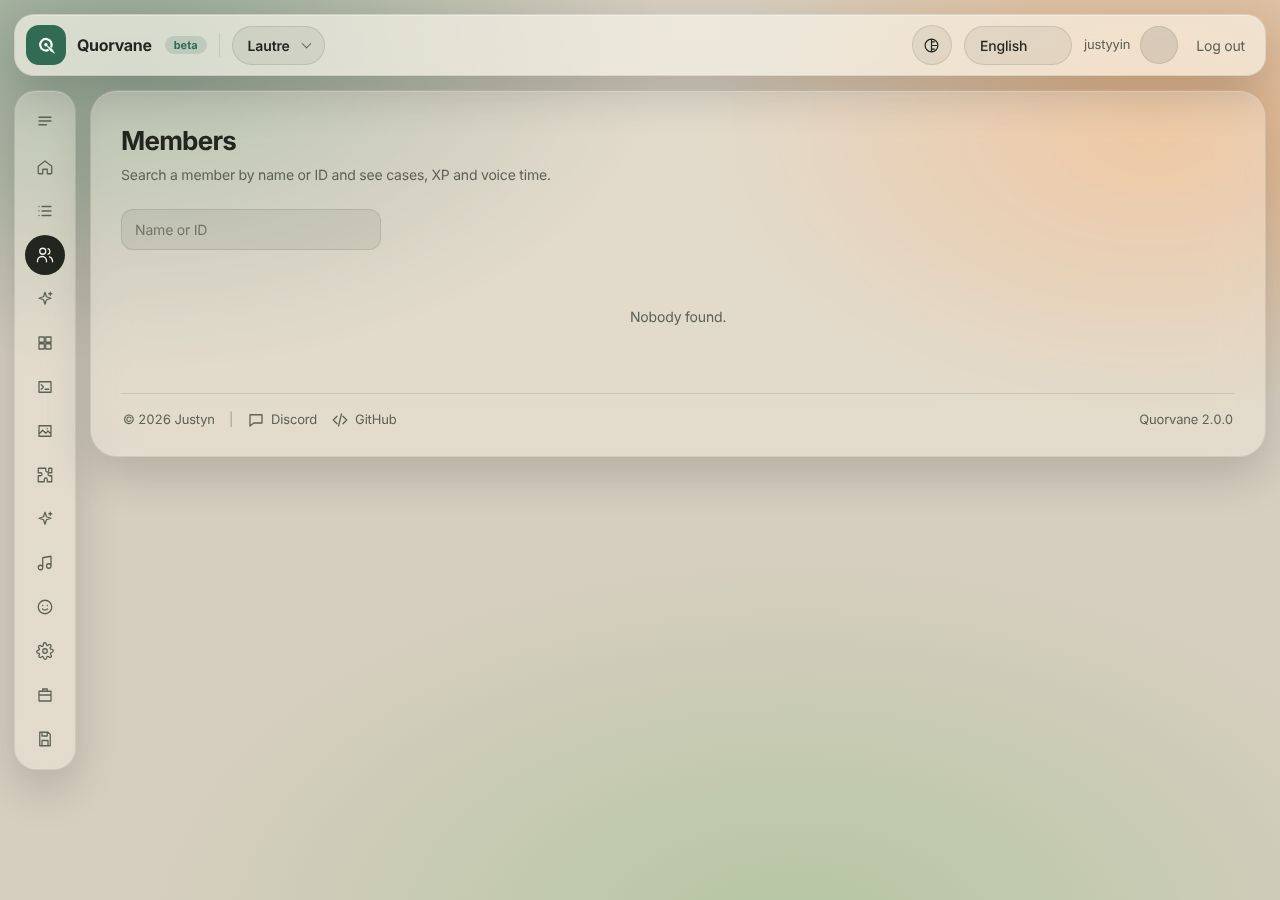 Quorvane beta Lautre English justyyin Log out
Members
Search a member by name or ID and see cases, XP and voice time.
Name or ID
Nobody found.
© 2026 Justyn Discord GitHub Quorvane 2.0.0